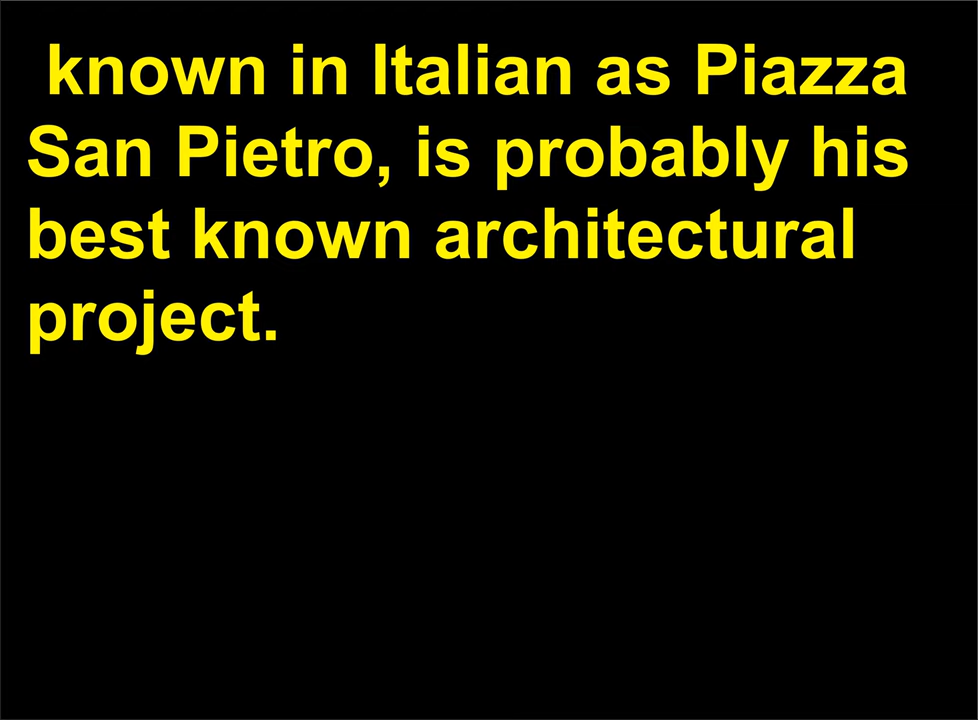 known in Italian as Piazza
San Pietro, is probably his
best known architectural
project.